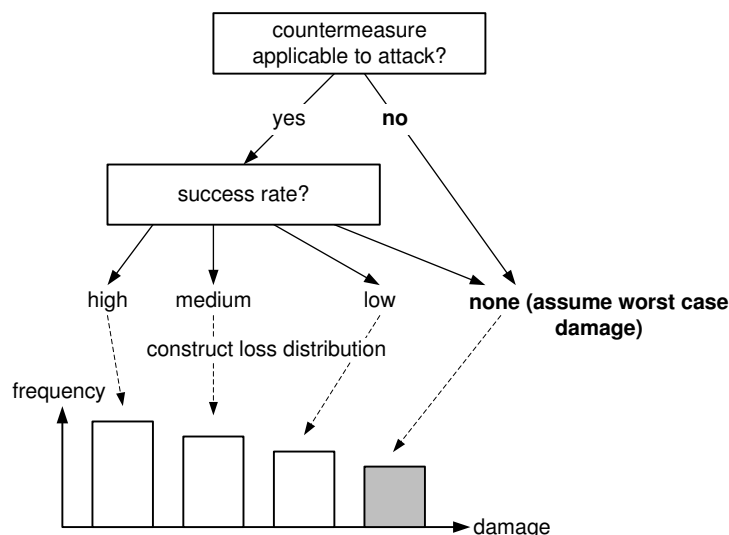 countermeasure
applicable to attack?
yes
no
success rate?
high
medium
low
none (assume worst case
damage)
construct loss distribution
frequency
damage